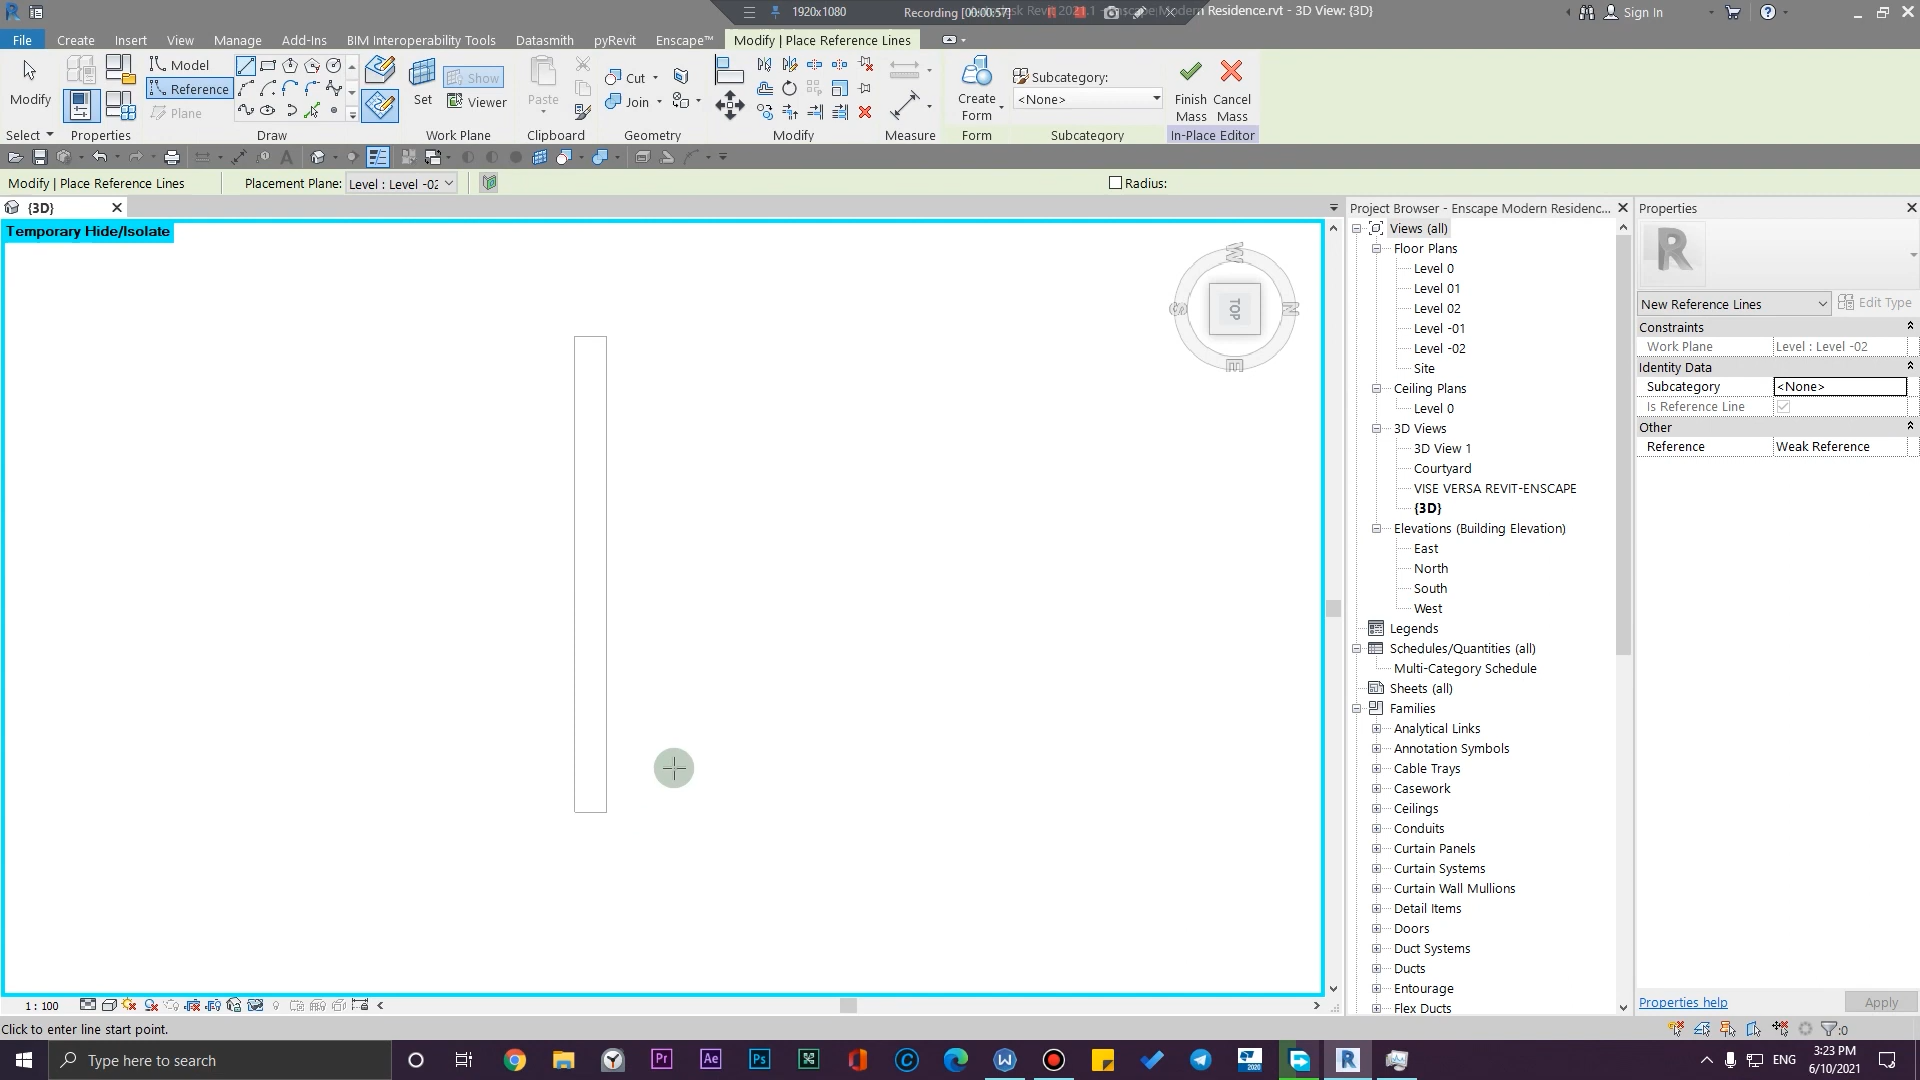 1920x1080 Recording [00:00:57] Modern Residence.rvt - 3D View: {3D} Sign In
File Create Insert View Manage Add-Ins BIM Interoperability Tools Datasmith pyRevit Enscape™ Modify | Place Reference Lines
Modify Model Reference Plane Set Show Viewer Paste Cut Join Create Form Subcategory: <None> Finish Mass Cancel Mass
Select Properties Draw Work Plane Clipboard Geometry Modify Measure Form Subcategory In-Place Editor
Modify | Place Reference Lines Placement Plane: Level : Level -02 Radius:
{3D}
Temporary Hide/Isolate
W
S TOP N
E
Project Browser - Enscape Modern Residenc...
Views (all)
Floor Plans
Level 0
Level 01
Level 02
Level -01
Level -02
Site
Ceiling Plans
Level 0
3D Views
3D View 1
Courtyard
VISE VERSA REVIT-ENSCAPE
{3D}
Elevations (Building Elevation)
East
North
South
West
Legends
Schedules/Quantities (all)
Multi-Category Schedule
Sheets (all)
Families
Analytical Links
Annotation Symbols
Cable Trays
Casework
Ceilings
Conduits
Curtain Panels
Curtain Systems
Curtain Wall Mullions
Detail Items
Doors
Duct Systems
Ducts
Entourage
Flex Ducts
Properties
R
New Reference Lines Edit Type
Constraints
Work Plane Level : Level -02
Identity Data
Subcategory <None>
Is Reference Line
Other
Reference Weak Reference
Properties help Apply
1 : 100
Click to enter line start point.
:0
Type here to search
Pr Ae Ps
2020
ENG
3:23 PM
6/10/2021